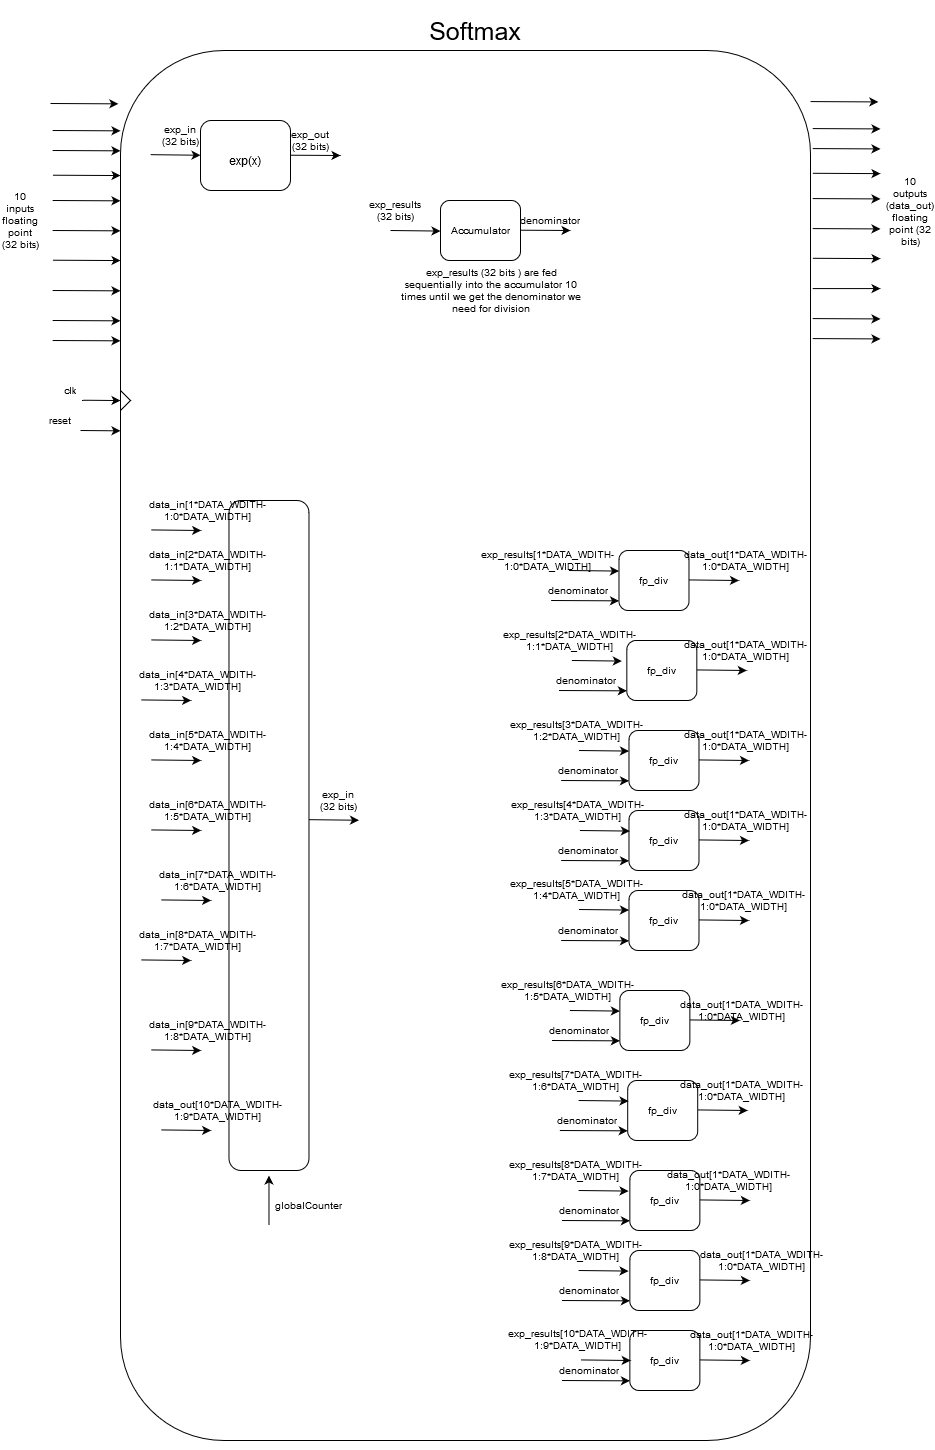 Softmax
exp_in
(32 bits)
exp(x)
exp_out
(32 bits)
10
inputs
floating
point
(32 bits)
10
outputs
(data_out)
floating
point (32
bits)
exp_results
(32 bits)
Accumulator
denominator
exp_results (32 bits ) are fed
sequentially into the accumulator 10
times until we get the denominator we
need for division
clk
reset
data_in[1*DATA_WDITH-
1:0*DATA_WIDTH]
data_in[2*DATA_WDITH-
1:1*DATA_WIDTH]
data_in[3*DATA_WDITH-
1:2*DATA_WIDTH]
data_in[4*DATA_WDITH-
1:3*DATA_WIDTH]
data_in[5*DATA_WDITH-
1:4*DATA_WIDTH]
data_in[6*DATA_WDITH-
1:5*DATA_WIDTH]
data_in[7*DATA_WDITH-
1:6*DATA_WIDTH]
data_in[8*DATA_WDITH-
1:7*DATA_WIDTH]
data_in[9*DATA_WDITH-
1:8*DATA_WIDTH]
data_out[10*DATA_WDITH-
1:9*DATA_WIDTH]
exp_in
(32 bits)
globalCounter
exp_results[1*DATA_WDITH-
1:0*DATA_WIDTH]
denominator
fp_div
data_out[1*DATA_WDITH-
1:0*DATA_WIDTH]
exp_results[2*DATA_WDITH-
1:1*DATA_WIDTH]
denominator
fp_div
data_out[1*DATA_WDITH-
1:0*DATA_WIDTH]
exp_results[3*DATA_WDITH-
1:2*DATA_WIDTH]
denominator
fp_div
data_out[1*DATA_WDITH-
1:0*DATA_WIDTH]
exp_results[4*DATA_WDITH-
1:3*DATA_WIDTH]
denominator
fp_div
data_out[1*DATA_WDITH-
1:0*DATA_WIDTH]
exp_results[5*DATA_WDITH-
1:4*DATA_WIDTH]
denominator
fp_div
data_out[1*DATA_WDITH-
1:0*DATA_WIDTH]
exp_results[6*DATA_WDITH-
1:5*DATA_WIDTH]
denominator
fp_div
data_out[1*DATA_WDITH-
1:0*DATA_WIDTH]
exp_results[7*DATA_WDITH-
1:6*DATA_WIDTH]
denominator
fp_div
data_out[1*DATA_WDITH-
1:0*DATA_WIDTH]
exp_results[8*DATA_WDITH-
1:7*DATA_WIDTH]
denominator
fp_div
data_out[1*DATA_WDITH-
1:0*DATA_WIDTH]
exp_results[9*DATA_WDITH-
1:8*DATA_WIDTH]
denominator
fp_div
data_out[1*DATA_WDITH-
1:0*DATA_WIDTH]
exp_results[10*DATA_WDITH-
1:9*DATA_WIDTH]
denominator
fp_div
data_out[1*DATA_WDITH-
1:0*DATA_WIDTH]